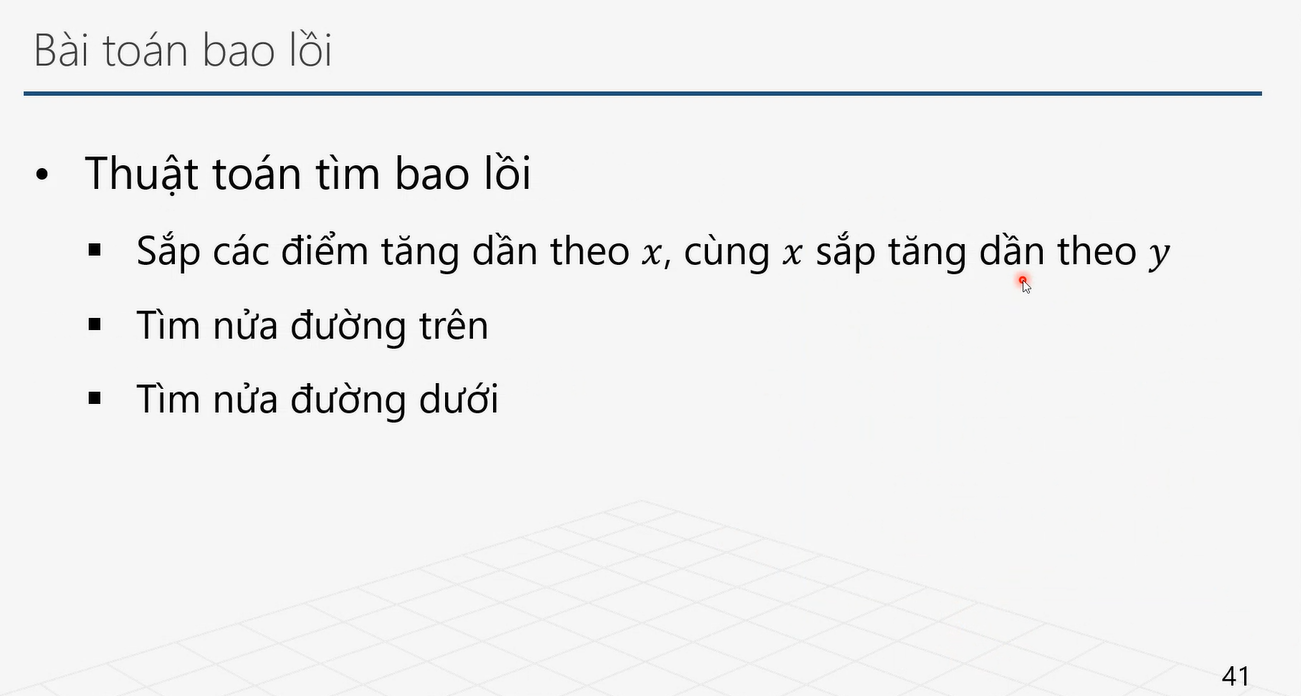 Bài toán bao lồi
• Thuật toán tìm bao lồi
▪ Sắp các điểm tăng dần theo x, cùng x sắp tăng dần theo y
▪ Tìm nửa đường trên
▪ Tìm nửa đường dưới
41